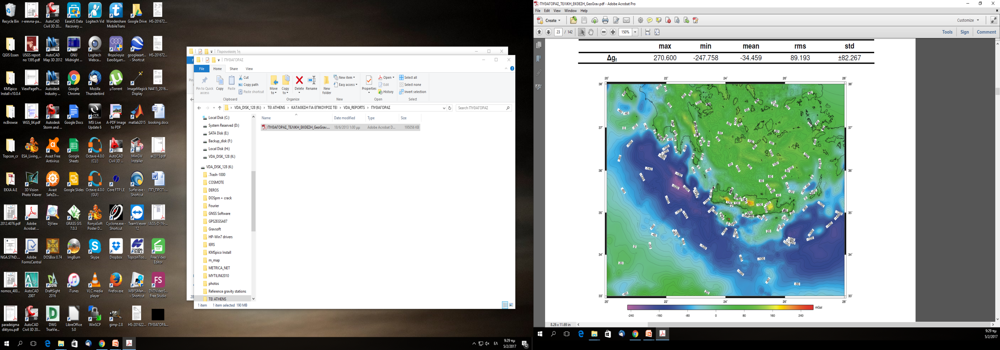 Recycle Bin
r-erevna-pa...
AutoCAD Civil 3D 20...
EaseUS Data Recovery ...
Logitech Vid
Wondershare MobileTrans
Google Drive
HS-201672...
QGIS Essen
USGS report no 1395.pdf
AutoCAD Map 3D 2012
GNU Midnight ...
Logitech Webca...
Φορολογία Εισοδήματ...
googleeart... - Shortcut
HS-201672...
KMSpico Install v10.0.4
ViewPagePr...
Autodesk Industry ...
Google Chrome
Mozilla Thunderbird
μTorrent
ImageMagick Display
N4415_2016...
ncBrowse
WGS_84.pdf
Autodesk Storm and ...
Google Docs
MSI Live Update 6
A-PDF Image to PDF
matlab2015
booking.docx
Topcon_cr
ESA_Living_...
Avast Free Antivirus
Google Sheets
Octave-4.0.0 (CLI)
AutoCAD Civil 3D ...
MinGW Installer
ar2015.pdf
ΕΚΧΑ Α.Ε
3D Vision Photo Viewer
Avast SafeZo...
Google Slides
Octave-4.0.0 (GUI)
Core FTP LE
Surfer.exe - Shortcut
ΠΠ_ΠΡΩΤ-...
2012.4076.pdf
Adobe Acrobat ...
DjView
GRASS GIS 7.0.3
RonyaSoft Poster D...
Cyclone.exe - Shortcut
TeamViewer 12
IAGS-D-16-...
NGA.STND....
Adobe FormsCentral
DOSBox 0.74
ImgBurn
Skype
Dropbox
TopconToo...
Free Video Editor
nomos_400...
AutoCAD 2007
DraftSight 2016
iTunes
VLC media player
firefox.exe
WBFSMan... - Shortcut
DVDVideoS... Free Studio
paradeigma diktyou.pdf
AutoCAD Civil 3D 20...
DWG TrueVie...
LibreOffice 5.0
WinSCP
gimp-2.8
HS-201622...
ΠΥΘΑΓΟΡΑ...
Παρουσίαση 1η
ΠΥΘΑΓΟΡΑΣ
File Home Share View
Pin to Quick access
Copy
Paste
Cut
Copy path
Paste shortcut
Move to
Copy to
Delete
Rename
New folder
New item
Easy access
Properties
Open
Edit
History
Select all
Select none
Invert selection
Clipboard Organize New Open Select
VDA_DISK_128 (K:) TEI ATHENS ΚΑΤΑΘΕΣΗ ΓΙΑ ΕΠΙΚΟΥΡΟΣ ΤΕΙ VDA_REPORTS ΠΥΘΑΓΟΡΑΣ
Search ΠΥΘΑΓΟΡΑΣ
Name Date modified Type Size
ΠΥΘΑΓΟΡΑΣ_ΤΕΛΙΚΗ_ΕΚΘΕΣΗ_GeoGrav.... 18/6/2013 1:00 μμ Adobe Acrobat D... 195056 KB
Local Disk (C:)
System Reserved (D:)
SATA Disk (E:)
Backup_disk (F:)
Local Disk (H:)
VDA_DISK_128 (K:)
VDA_DISK_128 (K:)
.Trash-1000
COSMOTE
DEROS
DOSprn + crack
Fourier
GNSS Software
GPS2EGSA87
Gravsoft
HP-Win7 drivers
IERS
KMSpico Install
m_map
METRICA_NET
MYTILINI2010
photos
Reference gravity stations
TEI ATHENS
1 item 1 item selected 190 MB
ΕΛ
9:29 πμ
5/2/2017
ΠΥΘΑΓΟΡΑΣ_ΤΕΛΙΚΗ_ΕΚΘΕΣΗ_GeoGrav.pdf - Adobe Acrobat Pro
File Edit View Window Help
Create
Customize
23 / 142
150%
Tools Sign Comment
max min mean rms std
Δgf 270.600 -247.758 -34.459 89.193 ±82.267
20˚ 22˚ 24˚ 26˚ 28˚
38˚ 38˚
37˚ 37˚
36˚ 36˚
35˚ 35˚
34˚ 34˚
33˚ 33˚
20˚ 22˚ 24˚ 26˚ 28˚
mGal
-240 -160 -80 0 80 160 240
8.26 x 11.69 in
9:29 πμ
5/2/2017